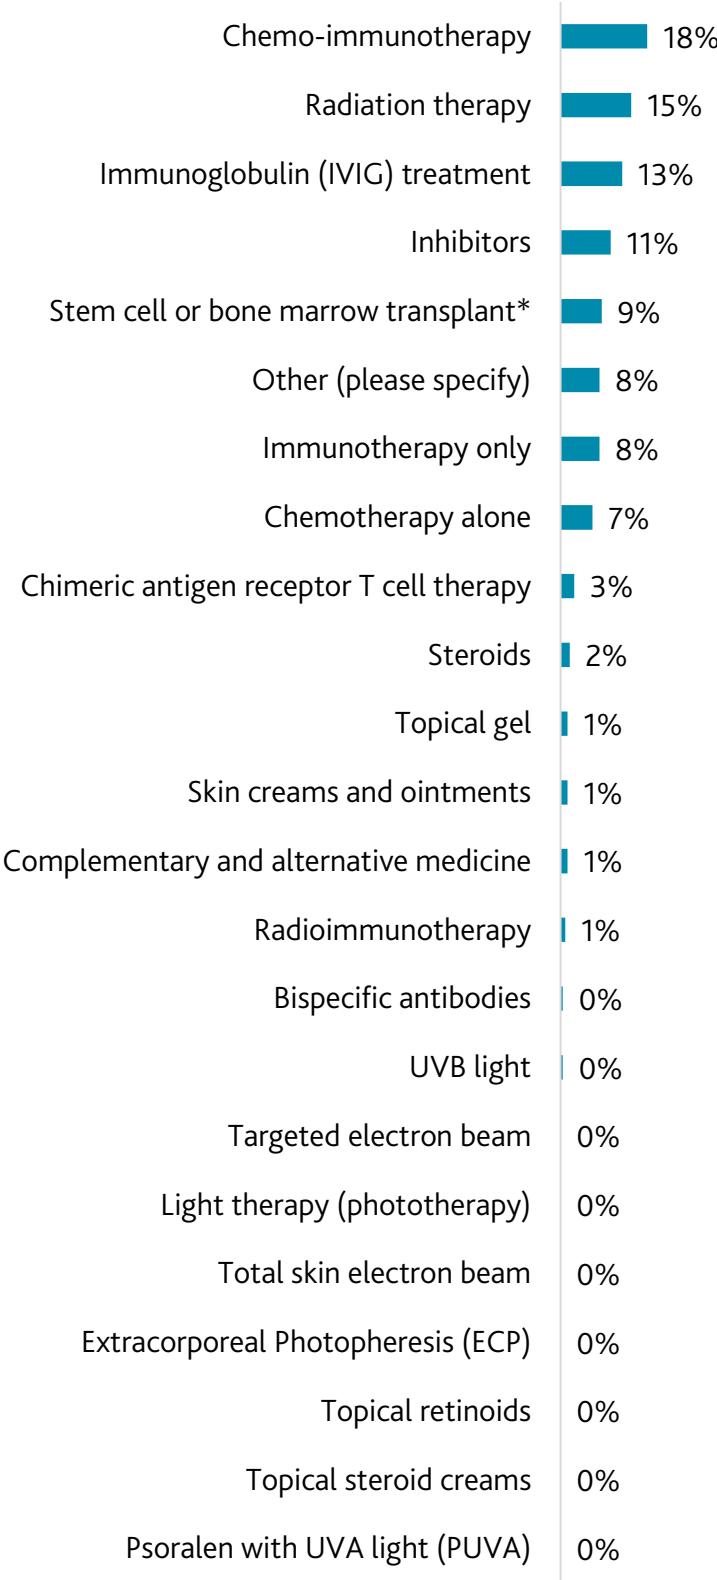 Chemo-immunotherapy 18%
Radiation therapy 15%
Immunoglobulin (IVIG) treatment 13%
Inhibitors 11%
Stem cell or bone marrow transplant* 9%
Other (please specify) 8%
Immunotherapy only 8%
Chemotherapy alone 7%
Chimeric antigen receptor T cell therapy 3%
Steroids 2%
Topical gel 1%
Skin creams and ointments 1%
Complementary and alternative medicine 1%
Radioimmunotherapy 1%
Bispecific antibodies 0%
UVB light 0%
Targeted electron beam 0%
Light therapy (phototherapy) 0%
Total skin electron beam 0%
Extracorporeal Photopheresis (ECP) 0%
Topical retinoids 0%
Topical steroid creams 0%
Psoralen with UVA light (PUVA) 0%